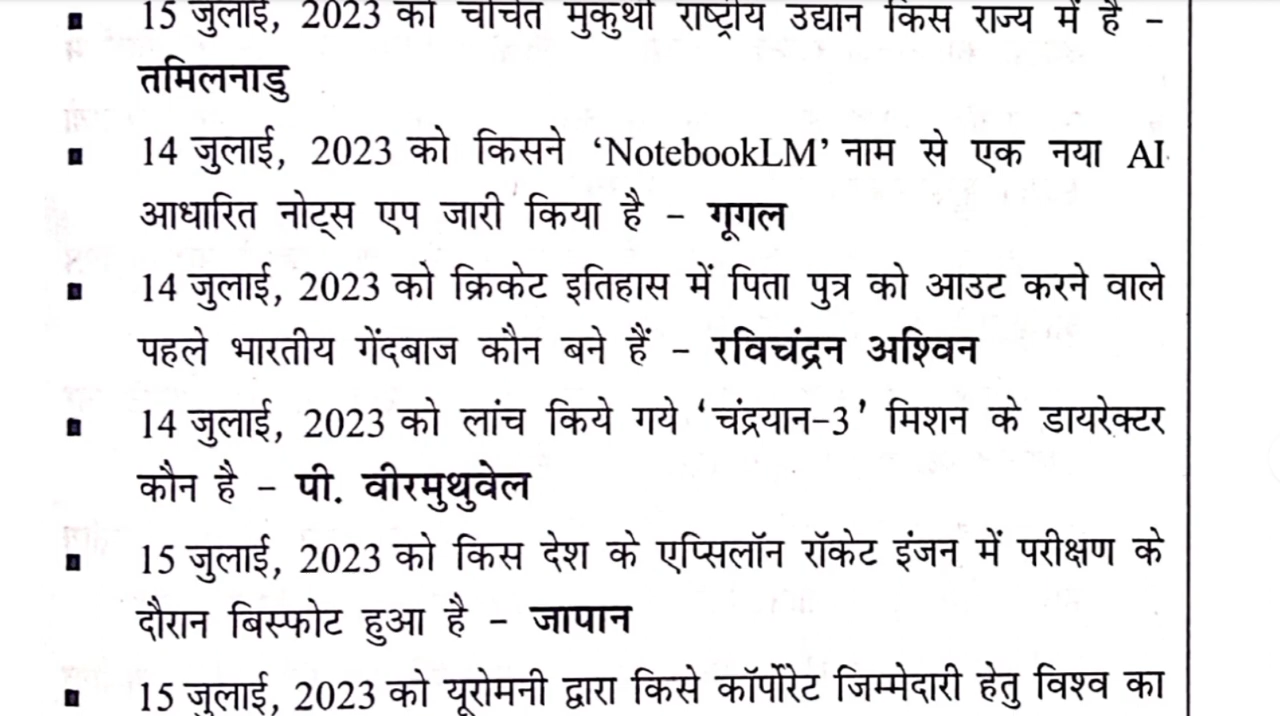 15 जुलाई, 2023 को चर्चित मुकुर्थी राष्ट्रीय उद्यान किस राज्य में है -
तमिलनाडु
14 जुलाई, 2023 को किसने ‘NotebookLM’ नाम से एक नया AI
आधारित नोट्स एप जारी किया है - गूगल
14 जुलाई, 2023 को क्रिकेट इतिहास में पिता पुत्र को आउट करने वाले
पहले भारतीय गेंदबाज कौन बने हैं - रविचंद्रन अश्विन
14 जुलाई, 2023 को लांच किये गये ‘चंद्रयान-3’ मिशन के डायरेक्टर
कौन है - पी. वीरमुथुवेल
15 जुलाई, 2023 को किस देश के एप्सिलॉन रॉकेट इंजन में परीक्षण के
दौरान बिस्फोट हुआ है - जापान
15 जुलाई, 2023 को यूरोमनी द्वारा किसे कॉर्पोरेट जिम्मेदारी हेतु विश्व का